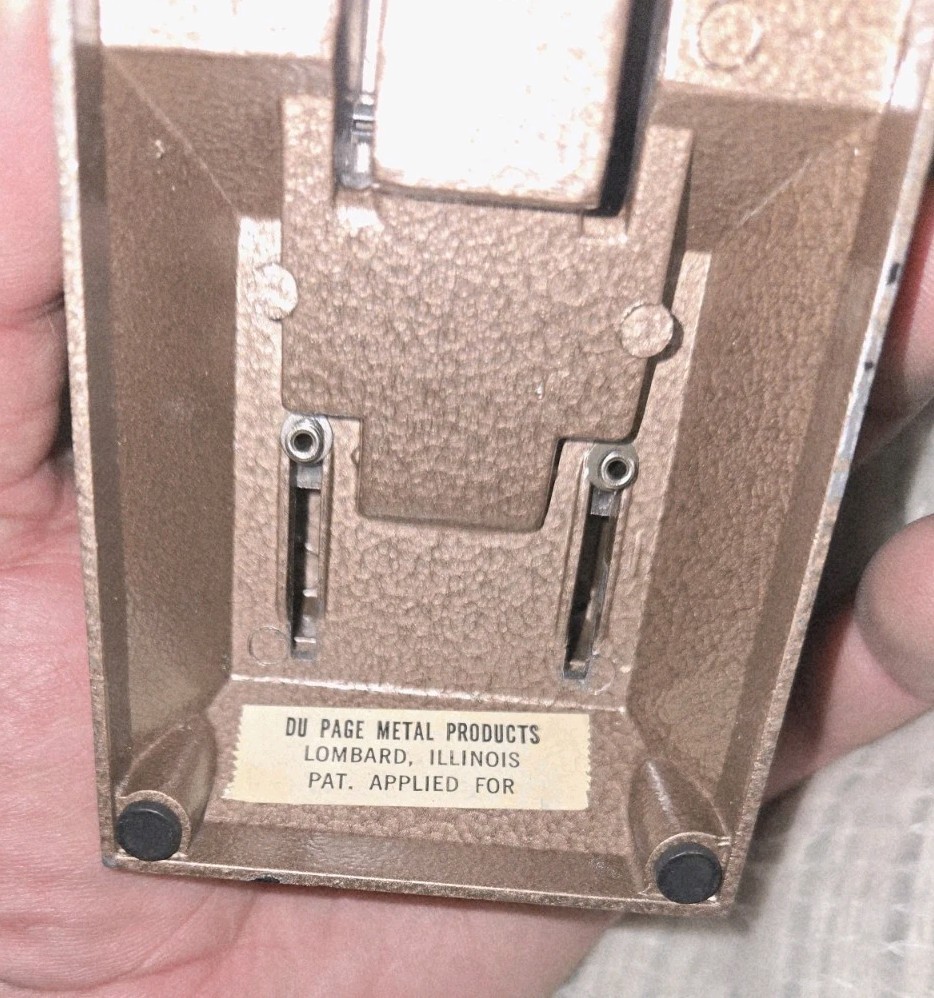 DU PAGE METAL PRODUCTS
LOMBARD, ILLINOIS
PAT. APPLIED FOR